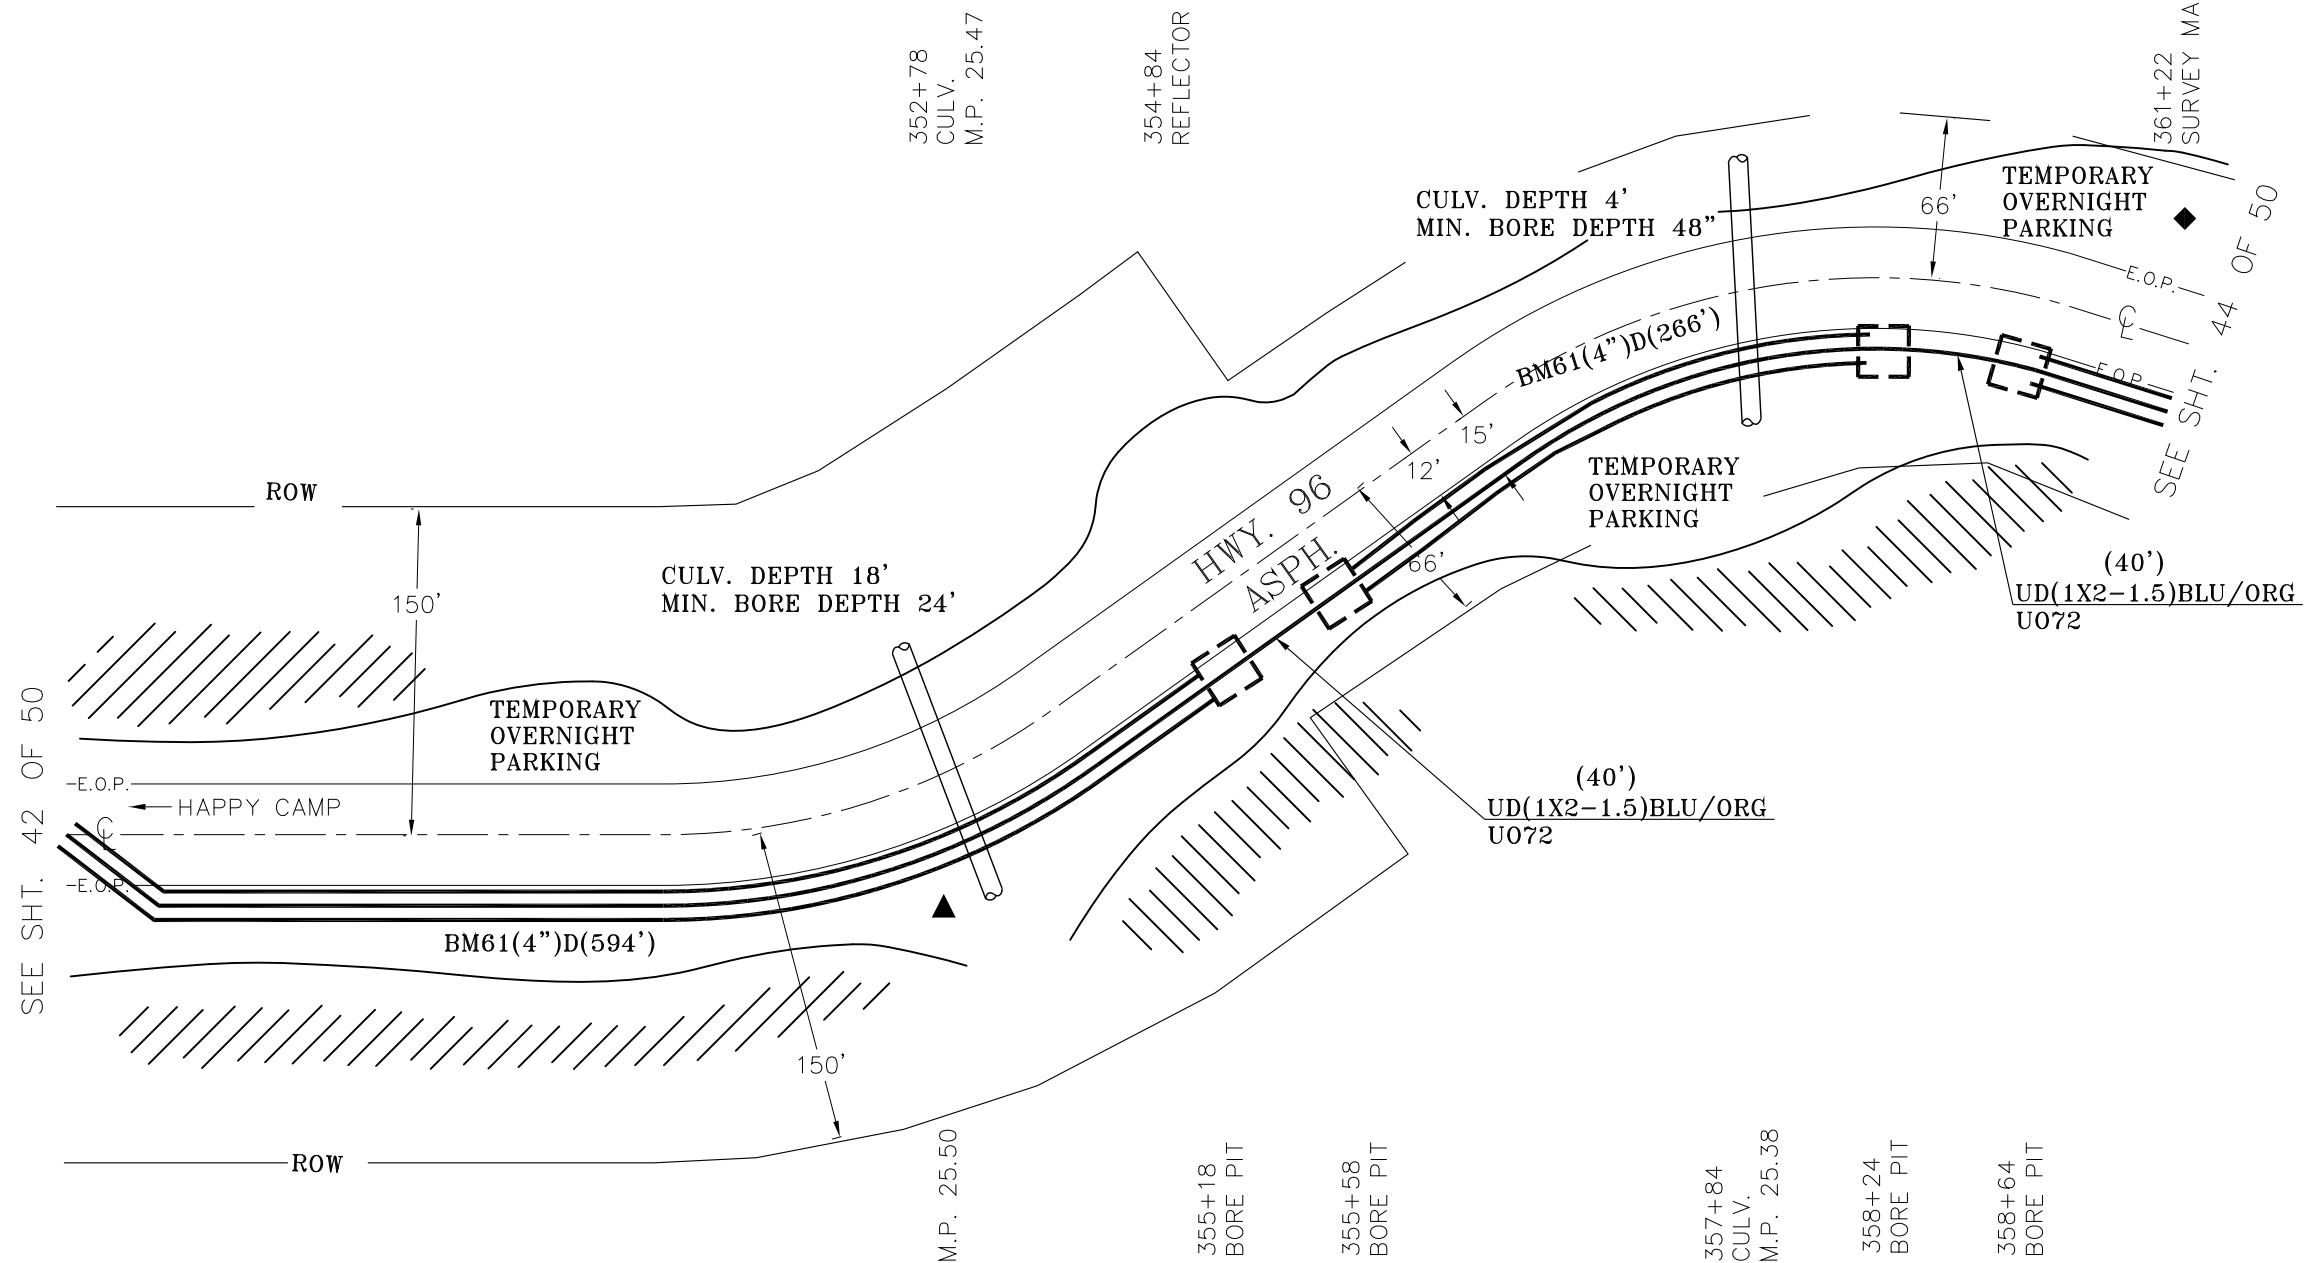 352+78
CULV.
M.P. 25.47
354+84
REFLECTOR
361+22
SURVEY MA
CULV. DEPTH 4'
MIN. BORE DEPTH 48"
66'
TEMPORARY
OVERNIGHT
PARKING
E.O.P.
CL
E.O.P.
SEE SHT. 44 OF 50
BM61(4")D(266')
15'
12'
HWY. 96
ASPH.
66'
TEMPORARY
OVERNIGHT
PARKING
(40')
UD(1X2-1.5)BLU/ORG
UO72
ROW
150'
CULV. DEPTH 18'
MIN. BORE DEPTH 24'
TEMPORARY
OVERNIGHT
PARKING
E.O.P.
HAPPY CAMP
CL
E.O.P.
SEE SHT. 42 OF 50
BM61(4")D(594')
(40')
UD(1X2-1.5)BLU/ORG
UO72
150'
ROW
M.P. 25.50
355+18
BORE PIT
355+58
BORE PIT
357+84
CULV.
M.P. 25.38
358+24
BORE PIT
358+64
BORE PIT